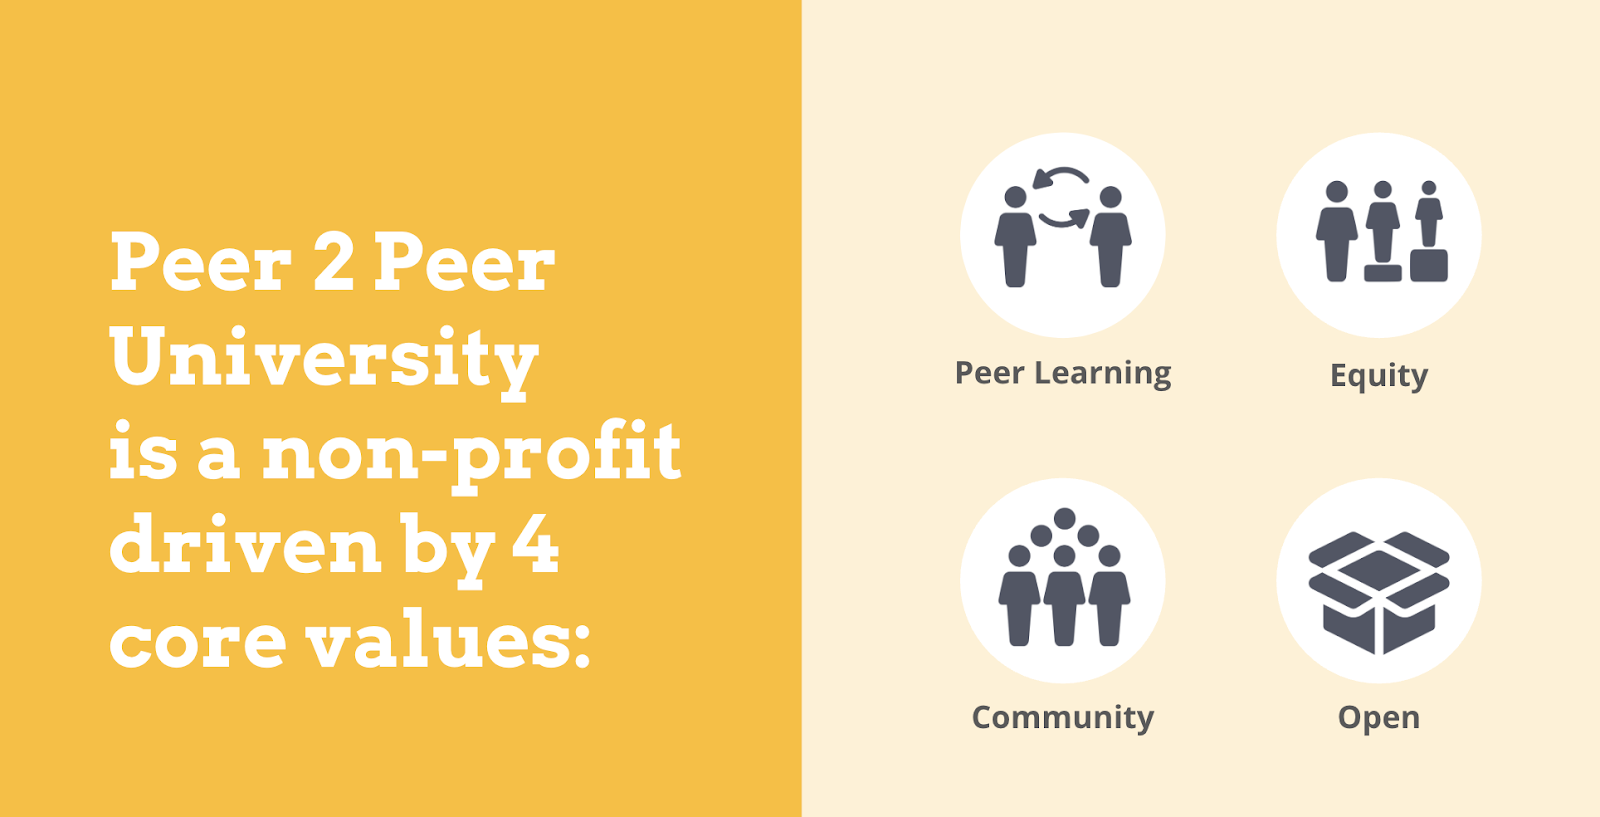 Peer 2 Peer
University
is a non-profit
driven by 4
core values:
Peer Learning
Equity
Community
Open